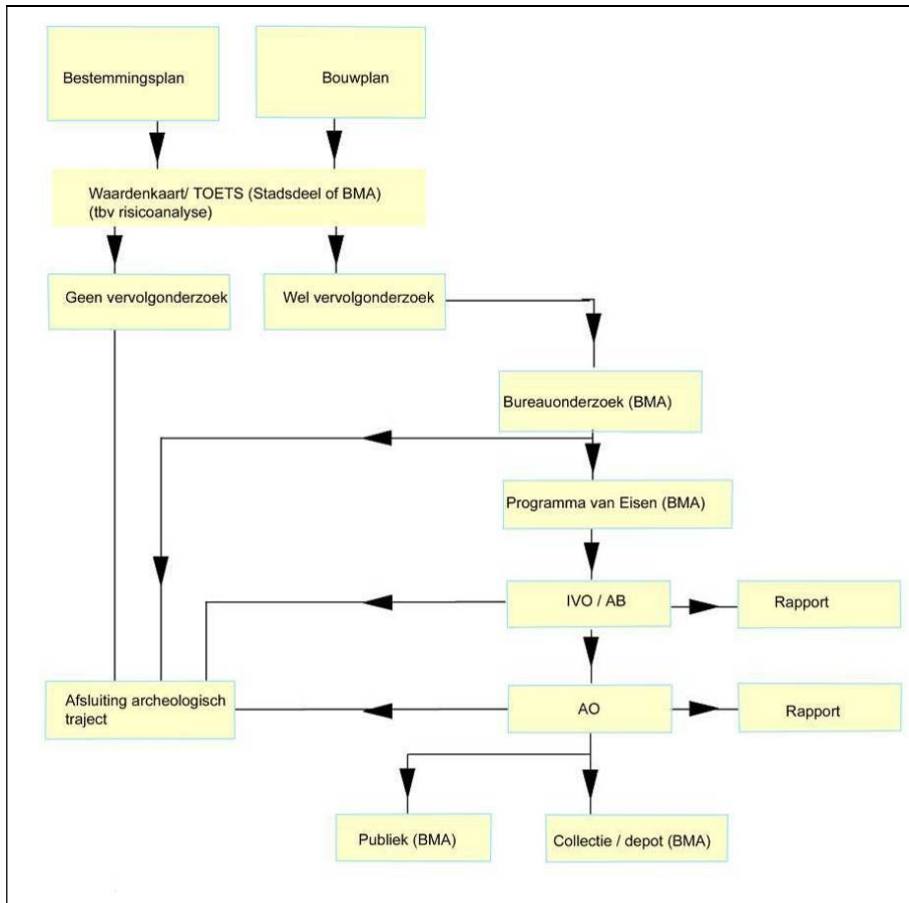 Bestemmingsplan
Bouwplan
Waardenkaart/ TOETS (Stadsdeel of BMA)
(tbv risicoanalyse)
Geen vervolgonderzoek
Wel vervolgonderzoek
Bureauonderzoek (BMA)
Programma van Eisen (BMA)
IVO / AB
Rapport
Afsluiting archeologisch
traject
AO
Rapport
Publiek (BMA)
Collectie / depot (BMA)